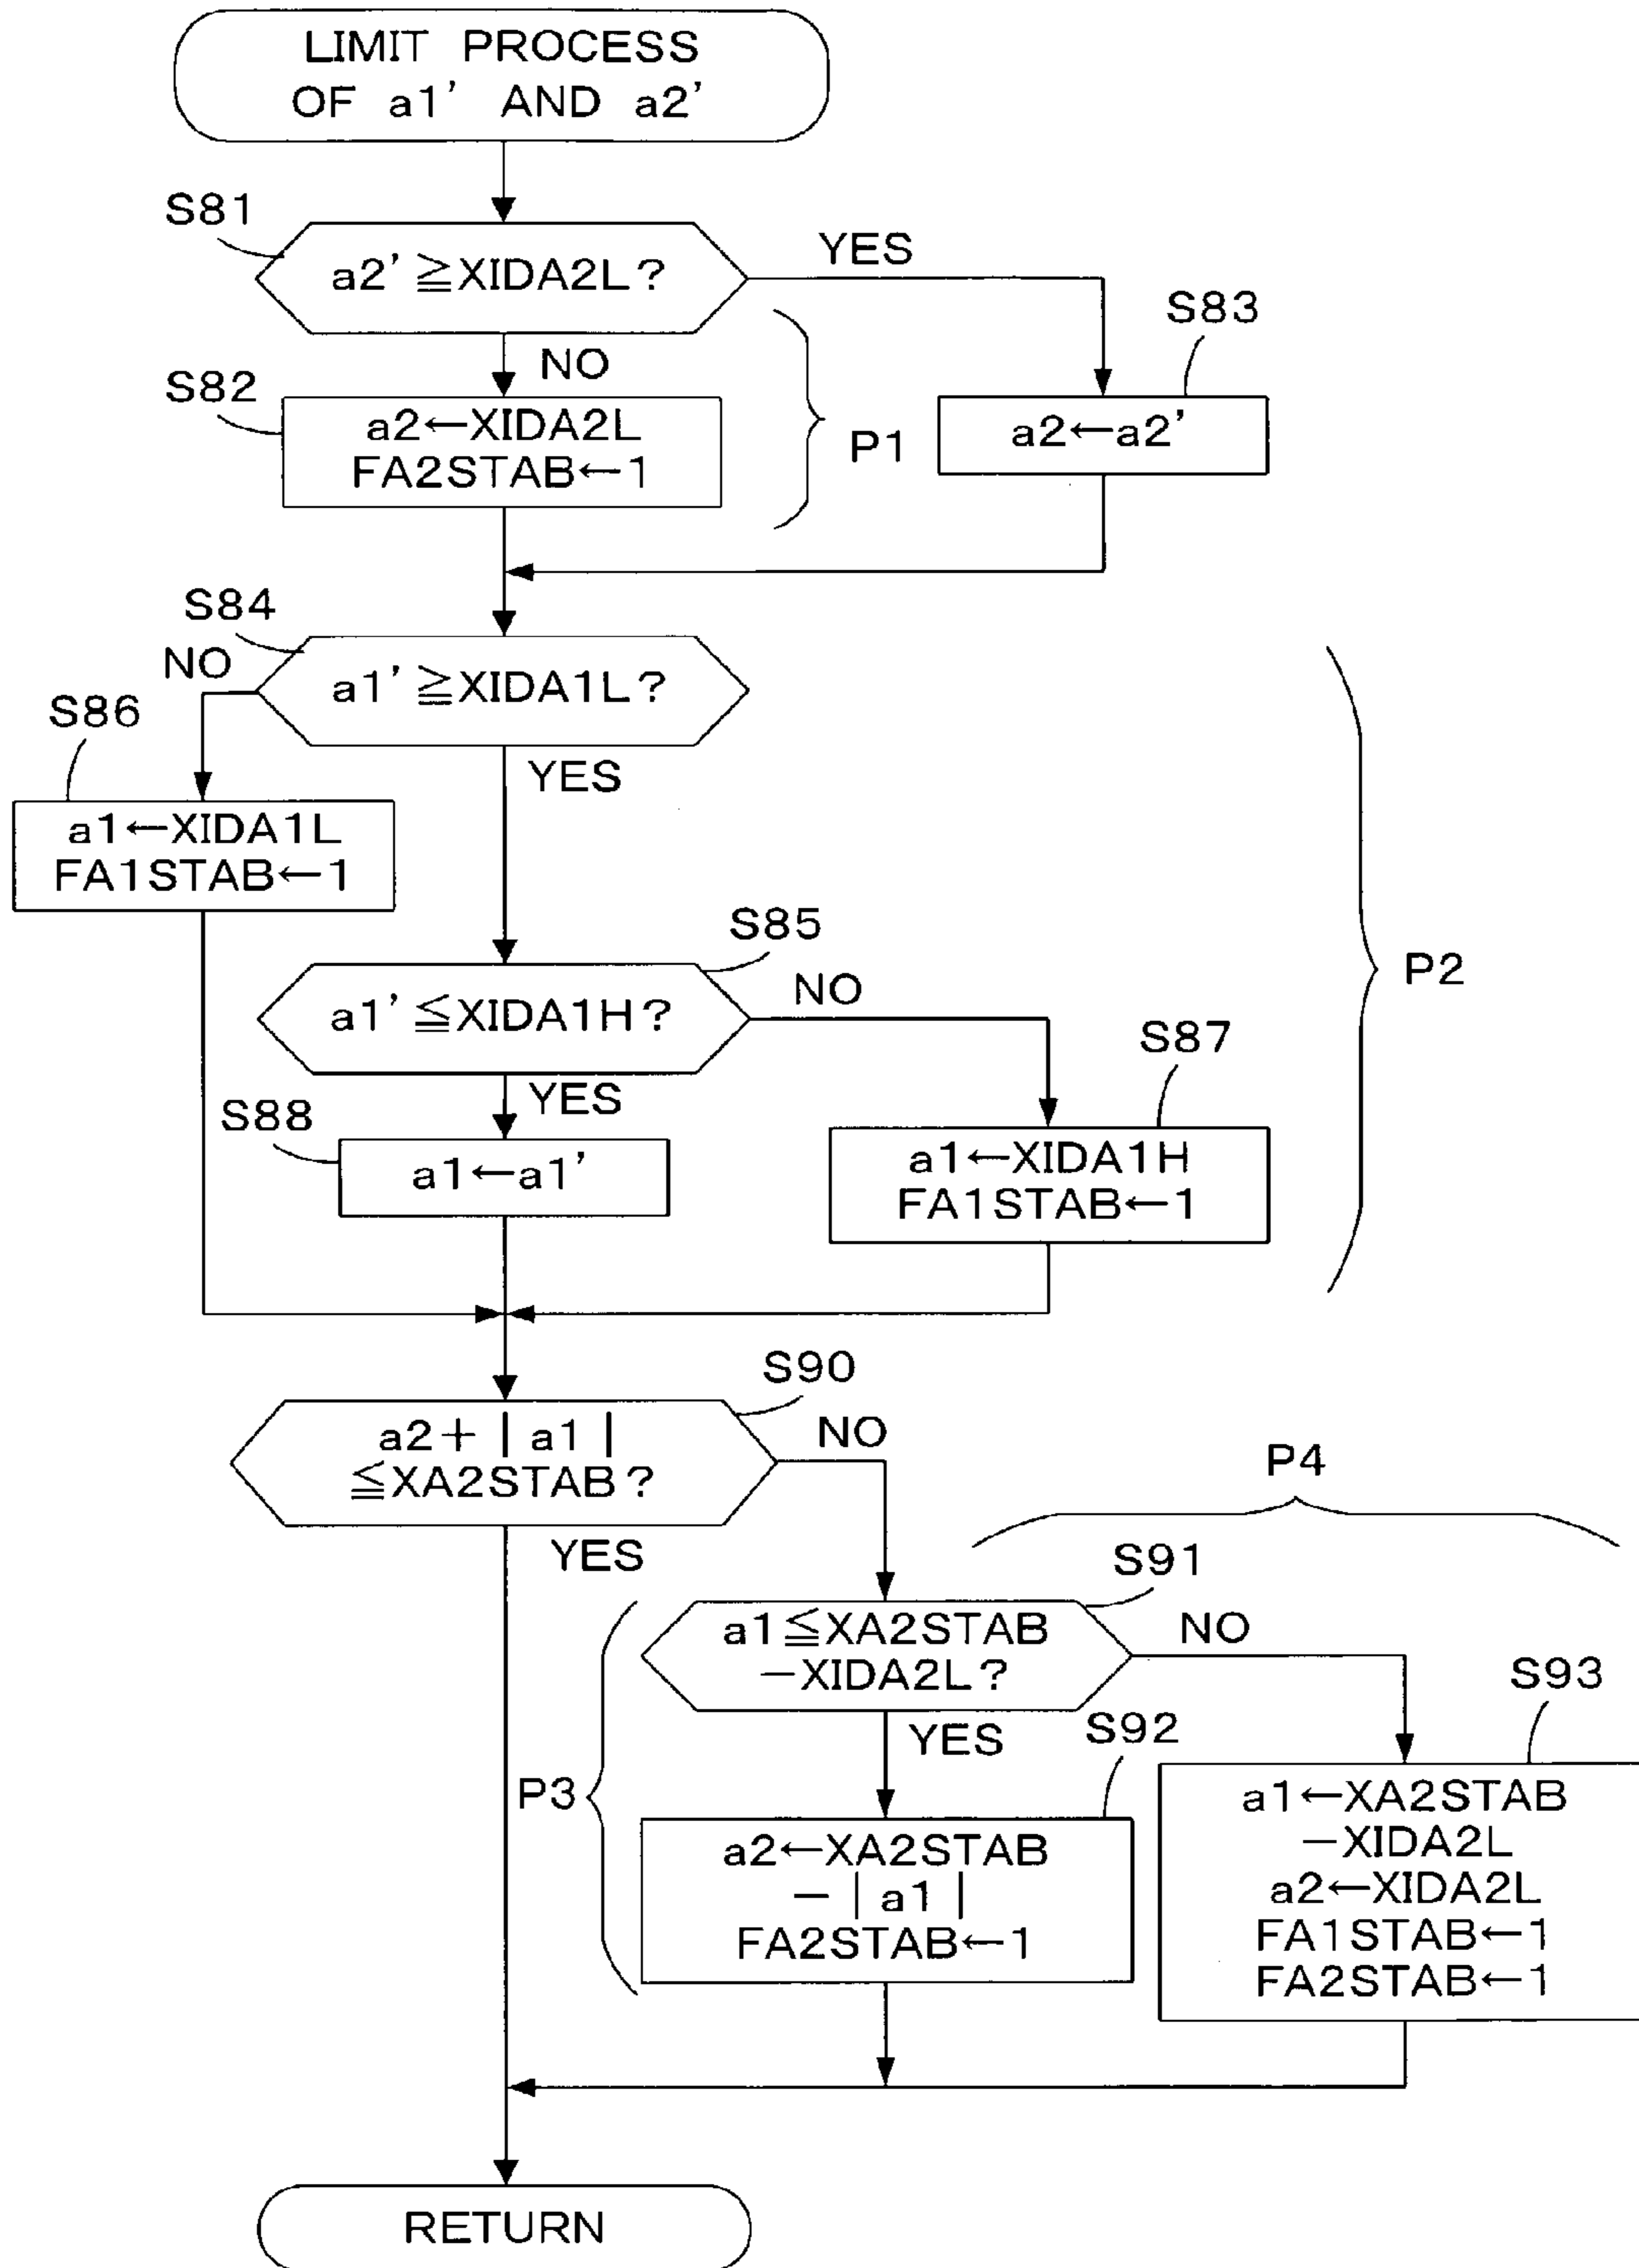 LIMIT PROCESS
OF a1' AND a2'
S81
a2' ≧XIDA2L?
YES
S83
NO
S82
a2←XIDA2L
FA2STAB←1
P1
a2←a2'
S84
NO
a1' ≧XIDA1L?
S86
YES
a1←XIDA1L
FA1STAB←1
S85
P2
a1' ≦XIDA1H?
NO
S87
YES
S88
a1←a1'
a1←XIDA1H
FA1STAB←1
S90
a2+|a1|
≦XA2STAB?
NO
P4
YES
S91
a1≦XA2STAB
−XIDA2L?
NO
S93
YES
S92
P3
a2←XA2STAB
−|a1|
FA2STAB←1
a1←XA2STAB
−XIDA2L
a2←XIDA2L
FA1STAB←1
FA2STAB←1
RETURN